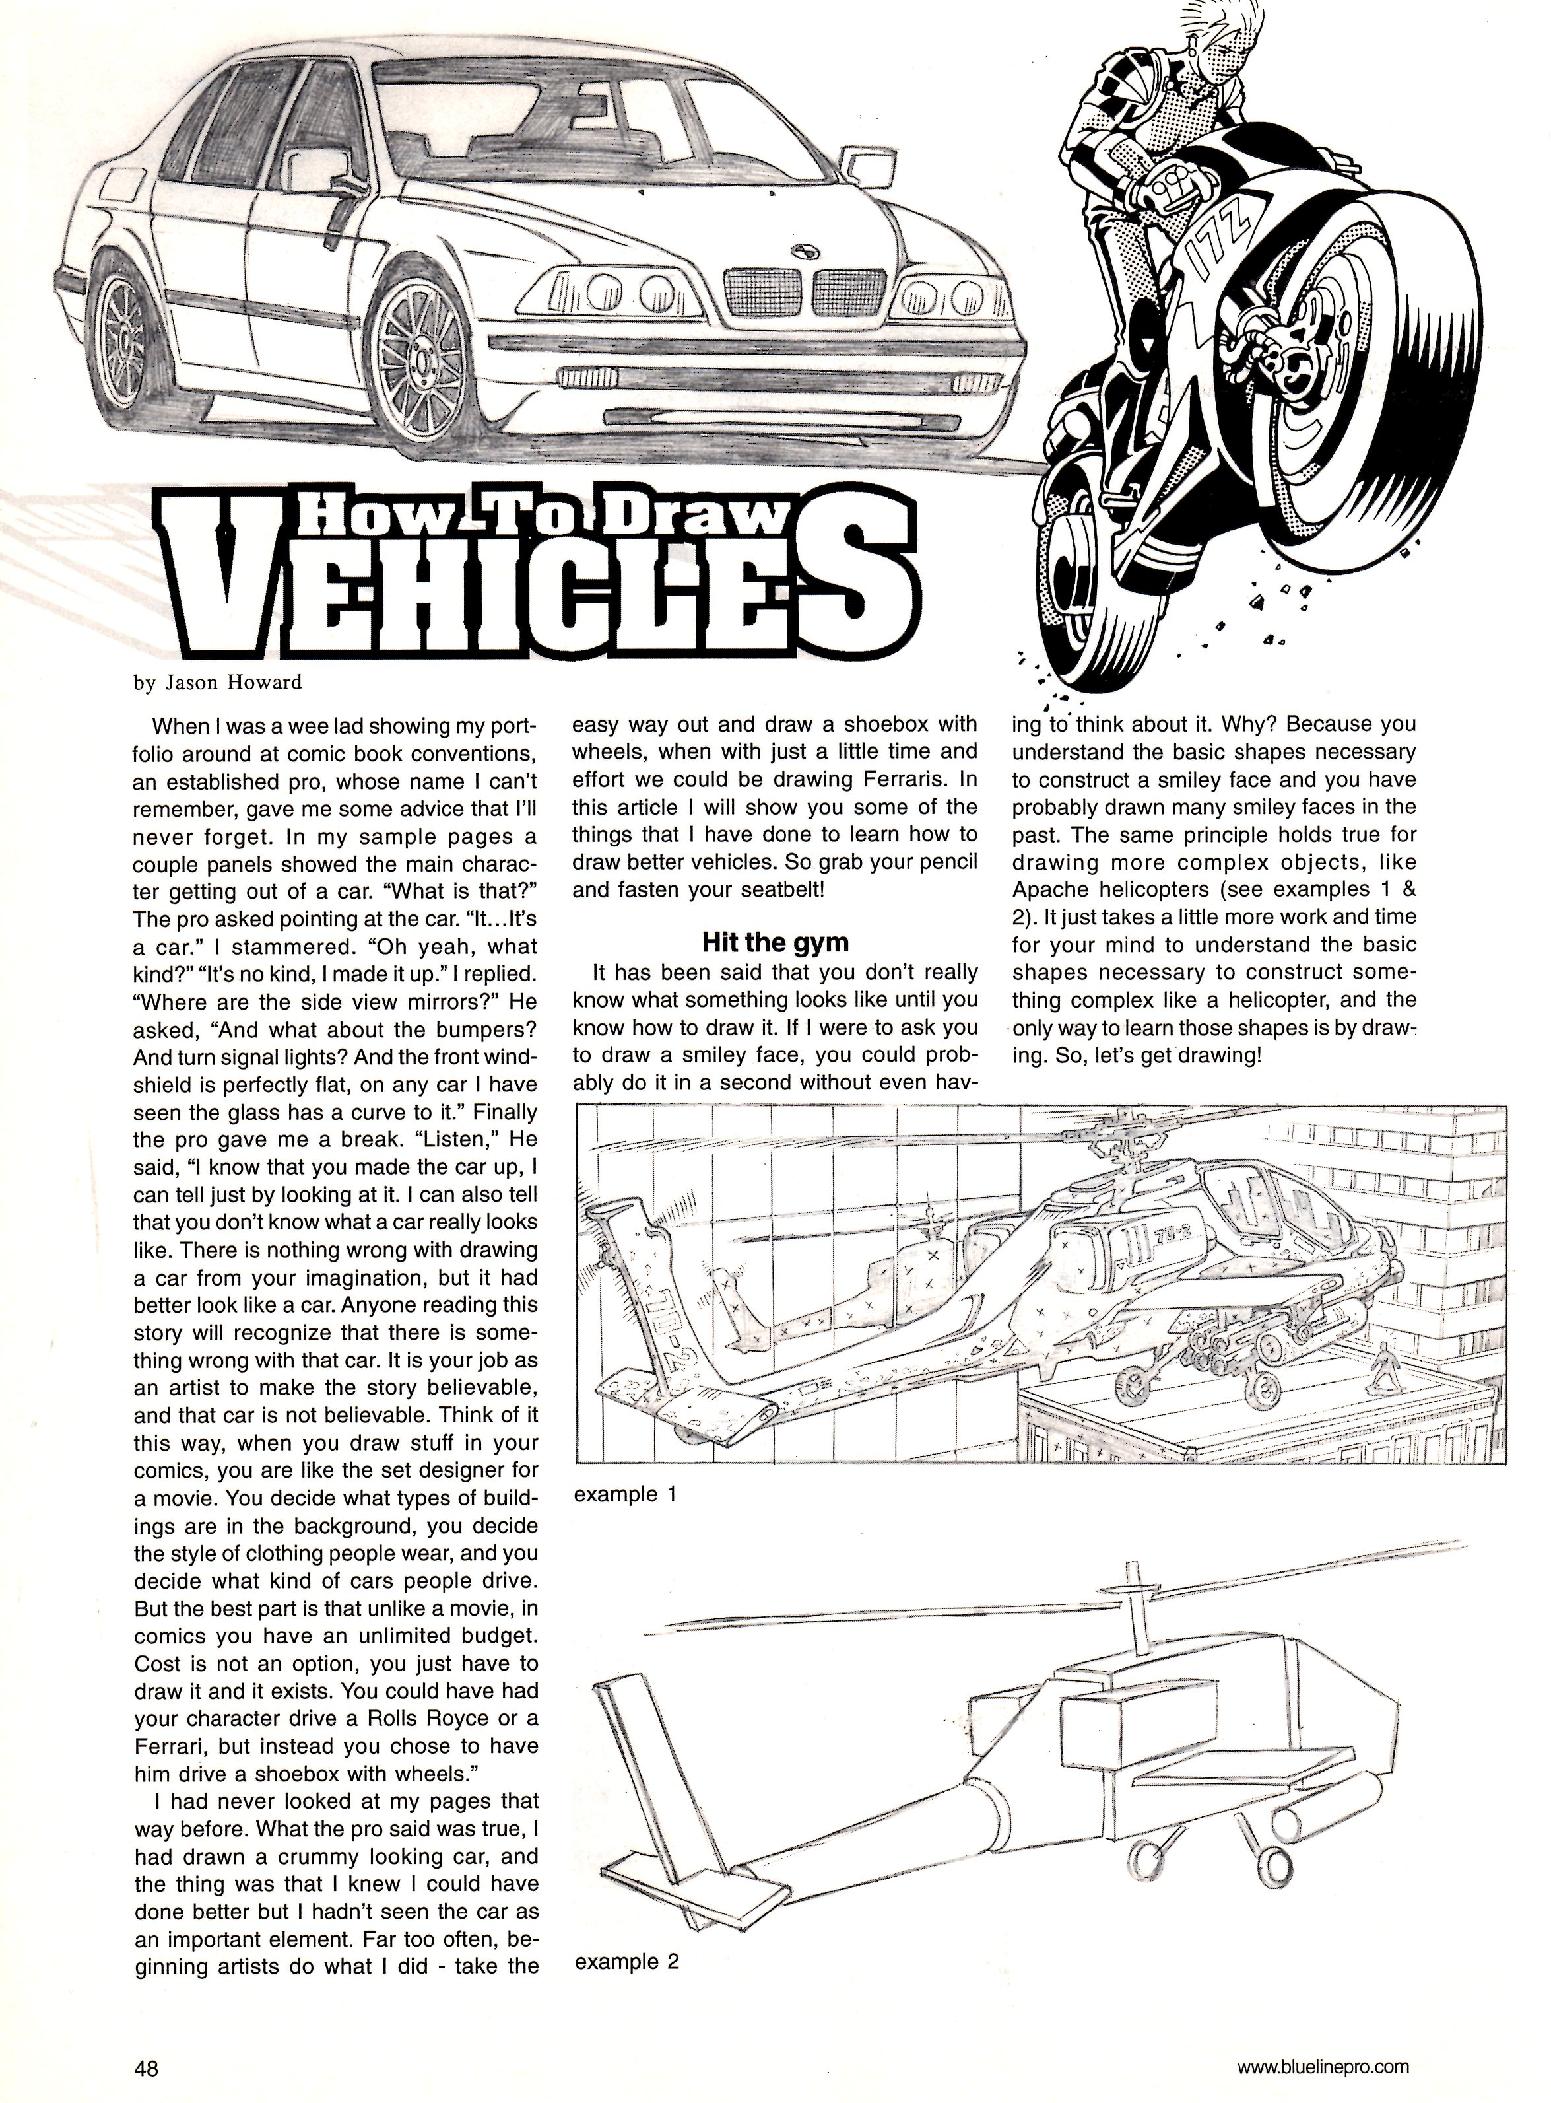 172
How To Draw
VEHICLES
by Jason Howard
When I was a wee lad showing my port-
folio around at comic book conventions,
an established pro, whose name I can't
remember, gave me some advice that I'll
never forget. In my sample pages a
couple panels showed the main charac-
ter getting out of a car. “What is that?”
The pro asked pointing at the car. “It...It's
a car.” I stammered. “Oh yeah, what
kind?" “It's no kind, I made it up.” I replied.
“Where are the side view mirrors?” He
asked, “And what about the bumpers?
And turn signal lights? And the front wind-
shield is perfectly flat, on any car I have
seen the glass has a curve to it.” Finally
the pro gave me a break. “Listen,” He
said, “I know that you made the car up, I
can tell just by looking at it. I can also tell
that you don't know what a car really looks
like. There is nothing wrong with drawing
a car from your imagination, but it had
better look like a car. Anyone reading this
story will recognize that there is some-
thing wrong with that car. It is your job as
an artist to make the story believable,
and that car is not believable. Think of it
this way, when you draw stuff in your
comics, you are like the set designer for
a movie. You decide what types of build-
ings are in the background, you decide
the style of clothing people wear, and you
decide what kind of cars people drive.
But the best part is that unlike a movie, in
comics you have an unlimited budget.
Cost is not an option, you just have to
draw it and it exists. You could have had
your character drive a Rolls Royce or a
Ferrari, but instead you chose to have
him drive a shoebox with wheels.”
I had never looked at my pages that
way before. What the pro said was true, I
had drawn a crummy looking car, and
the thing was that I knew I could have
done better but I hadn't seen the car as
an important element. Far too often, be-
ginning artists do what I did - take the
easy way out and draw a shoebox with
wheels, when with just a little time and
effort we could be drawing Ferraris. In
this article I will show you some of the
things that I have done to learn how to
draw better vehicles. So grab your pencil
and fasten your seatbelt!
Hit the gym
It has been said that you don't really
know what something looks like until you
know how to draw it. If I were to ask you
to draw a smiley face, you could prob-
ably do it in a second without even hav-
ing to think about it. Why? Because you
understand the basic shapes necessary
to construct a smiley face and you have
probably drawn many smiley faces in the
past. The same principle holds true for
drawing more complex objects, like
Apache helicopters (see examples 1 &
2). It just takes a little more work and time
for your mind to understand the basic
shapes necessary to construct some-
thing complex like a helicopter, and the
only way to learn those shapes is by draw-
ing. So, let's get drawing!
example 1
example 2
48
www.bluelinepro.com